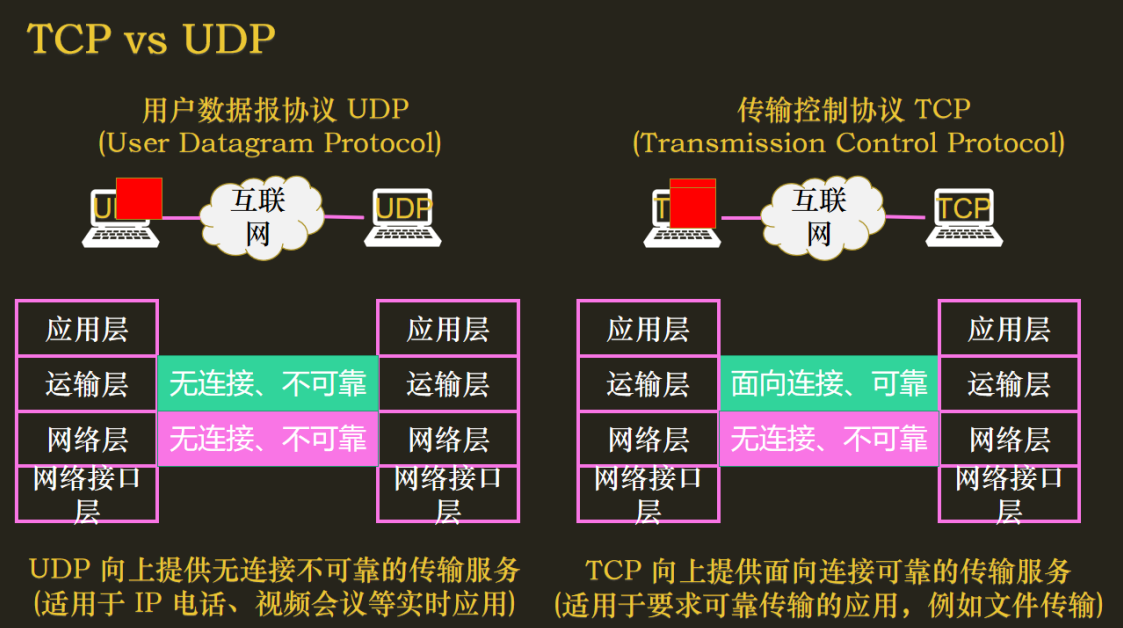 TCP vs UDP
用户数据报协议 UDP
(User Datagram Protocol)
互联
网
UDP
应用层
应用层
运输层
无连接、不可靠
运输层
网络层
无连接、不可靠
网络层
网络接口
层
网络接口
层
UDP 向上提供无连接不可靠的传输服务
(适用于 IP 电话、视频会议等实时应用)
传输控制协议 TCP
(Transmission Control Protocol)
互联
网
TCP
应用层
应用层
运输层
面向连接、可靠
运输层
网络层
无连接、不可靠
网络层
网络接口
层
网络接口
层
TCP 向上提供面向连接可靠的传输服务
(适用于要求可靠传输的应用，例如文件传输)